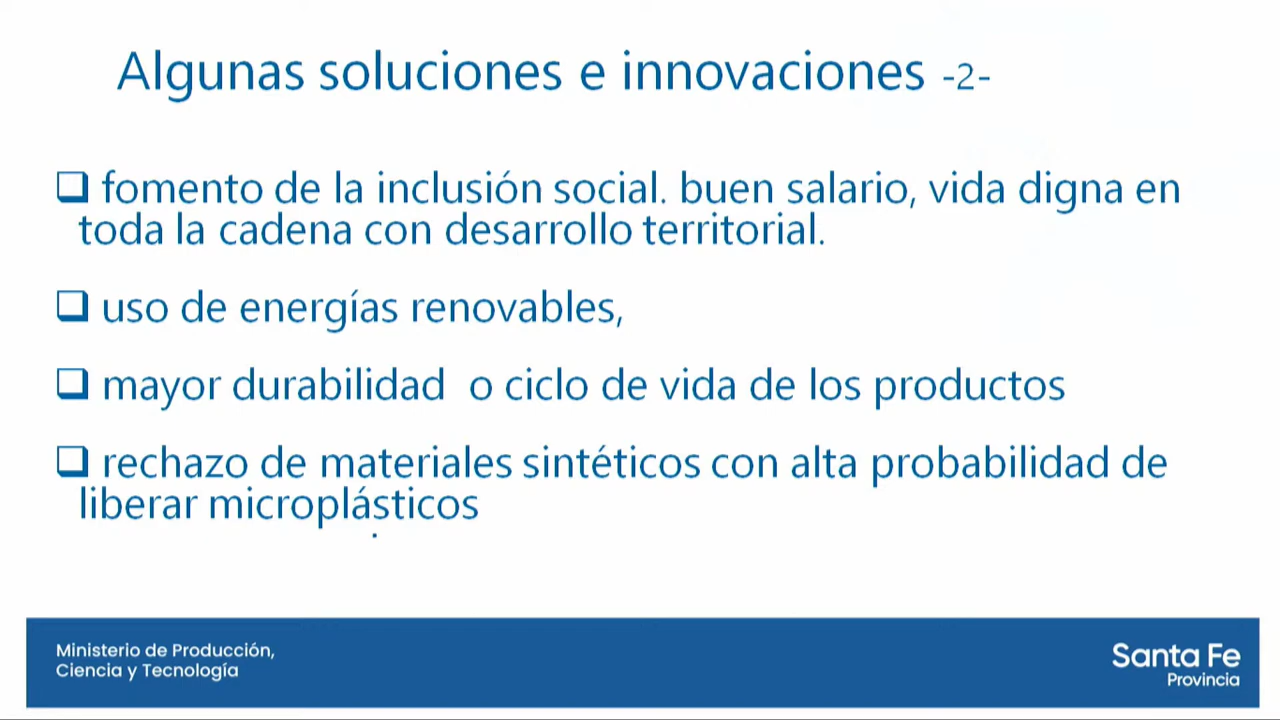 Algunas soluciones e innovaciones -2-
❑ fomento de la inclusión social. buen salario, vida digna en
toda la cadena con desarrollo territorial.
❑ uso de energías renovables,
❑ mayor durabilidad  o ciclo de vida de los productos
❑ rechazo de materiales sintéticos con alta probabilidad de
liberar microplásticos
.
Ministerio de Producción,
Ciencia y Tecnología
Santa Fe
Provincia